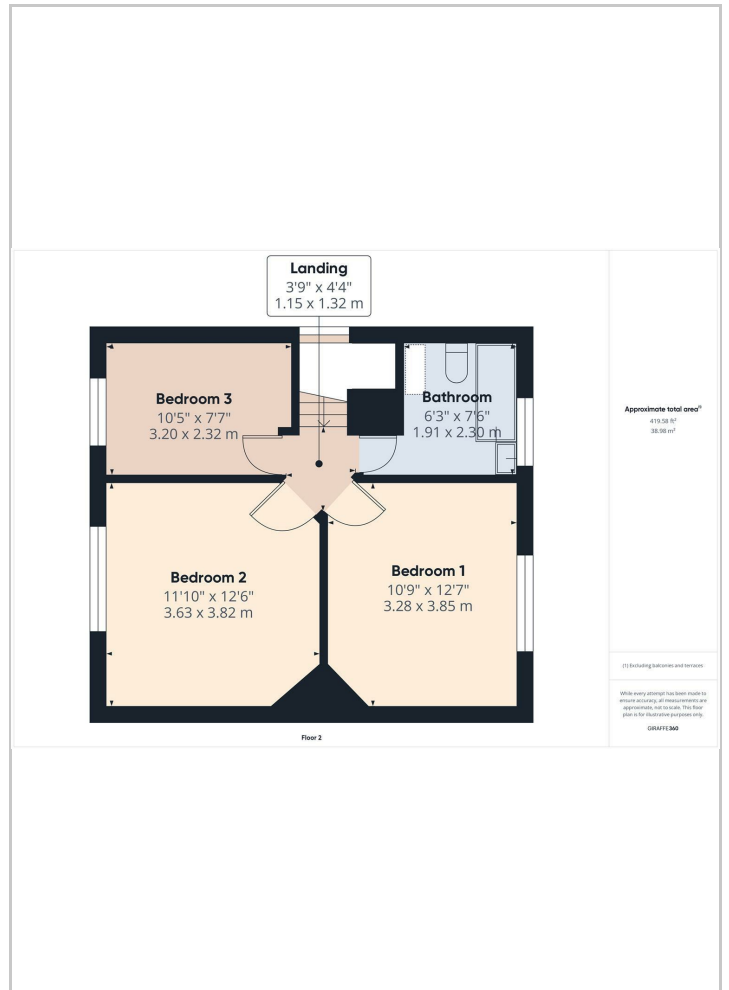 Landing
3'9" x 4'4"
1.15 x 1.32 m
Bedroom 3
10'5" x 7'7"
3.20 x 2.32 m
Bathroom
6'3" x 7'6"
1.91 x 2.30 m
Bedroom 2
11'10" x 12'6"
3.63 x 3.82 m
Bedroom 1
10'9" x 12'7"
3.28 x 3.85 m
Floor 2
Approximate total area⁽¹⁾
419.58 ft²
38.98 m²
(1) Excluding balconies and terraces
While every attempt has been made to
ensure accuracy, all measurements are
approximate, not to scale. This floor
plan is for illustrative purposes only.
GIRAFFE360